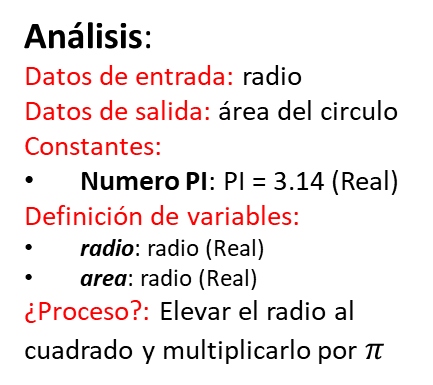 Análisis:
Datos de entrada: radio
Datos de salida: área del circulo
Constantes:
• Numero PI: PI = 3.14 (Real)
Definición de variables:
• radio: radio (Real)
• area: radio (Real)
¿Proceso?: Elevar el radio al
cuadrado y multiplicarlo por π